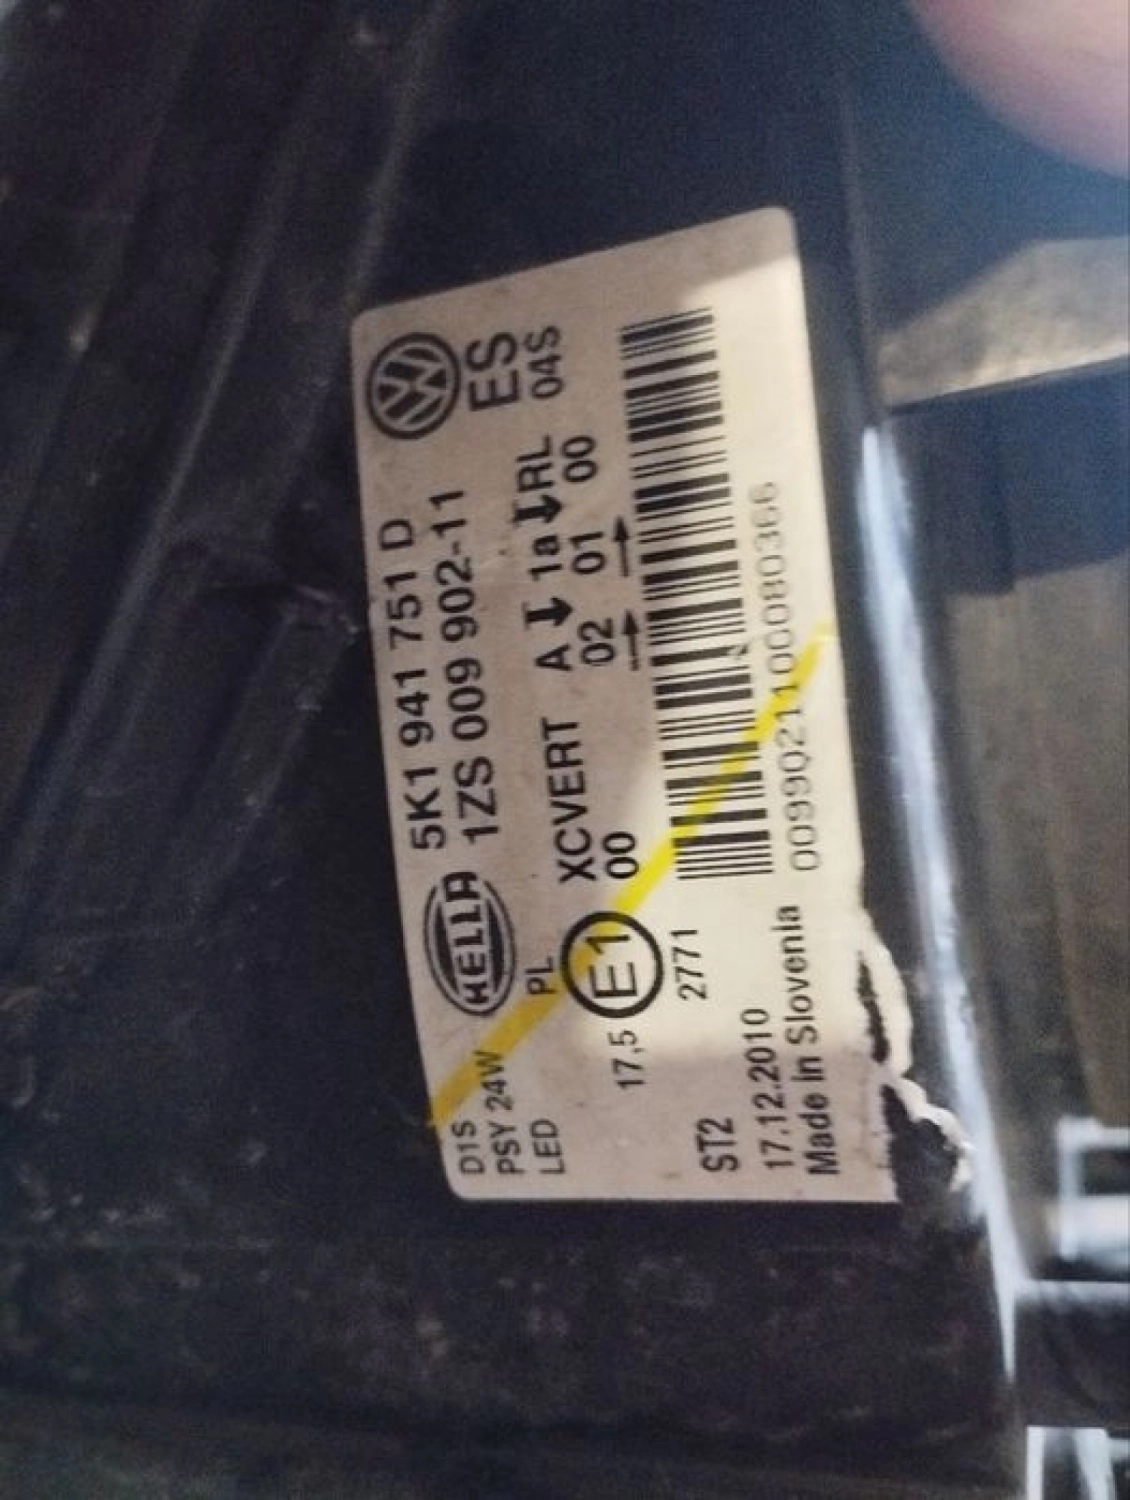 5K1 941 751 D
HELLA 1ZS 009 902-11
ES
04S
D1S
PSY 24W
LED
PL
XCVERT A 1a RL
17,5 E1 00 02 01 00
2771
ST2
17.12.2010
Made in Slovenia 0099021100080366